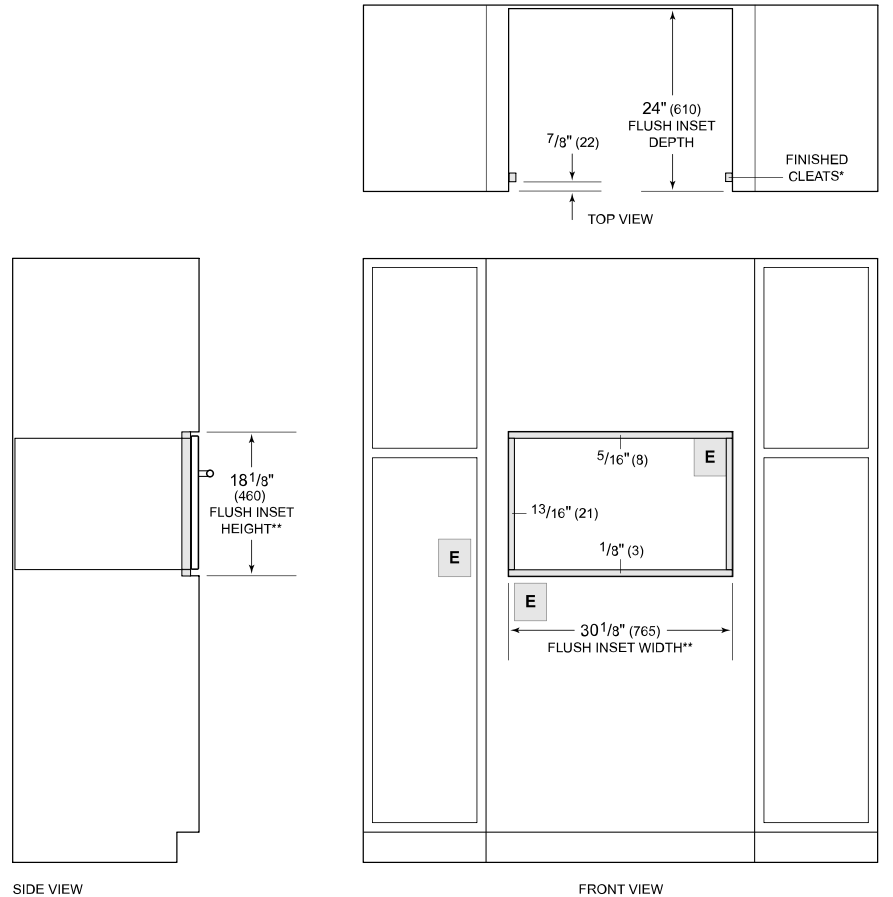 24" (610)
FLUSH INSET
DEPTH
7/8" (22)
FINISHED
CLEATS*
TOP VIEW
18 1/8"
(460)
FLUSH INSET
HEIGHT**
5/16" (8)
E
13/16" (21)
1/8" (3)
E
E
30 1/8" (765)
FLUSH INSET WIDTH**
SIDE VIEW
FRONT VIEW